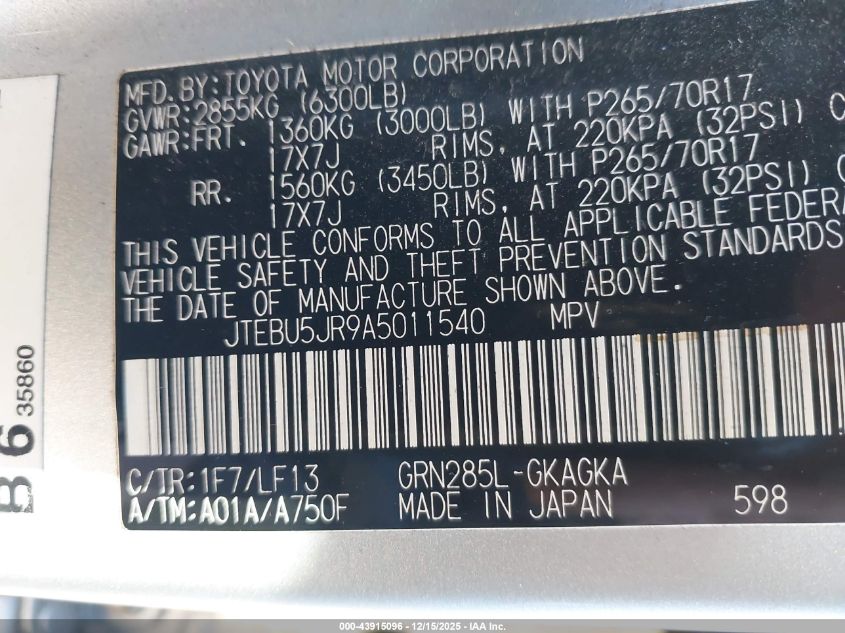 MFD. BY: TOYOTA MOTOR CORPORATION
GVWR: 2855KG (6300LB)
GAWR: FRT. 1360KG (3000LB) WITH P265/70R17
17X7J RIMS, AT 220KPA (32PSI) C
RR. 1560KG (3450LB) WITH P265/70R17
17X7J RIMS, AT 220KPA (32PSI)
THIS VEHICLE CONFORMS TO ALL APPLICABLE FEDERA
VEHICLE SAFETY AND THEFT PREVENTION STANDARDS
THE DATE OF MANUFACTURE SHOWN ABOVE.
JTEBU5JR9A5011540 MPV
C/TR: 1F7/LF13 GRN285L-GKAGKA
A/TM: A01A/A750F MADE IN JAPAN 598
B 6 35860
000-43915096 - 12/15/2025 - IAA Inc.